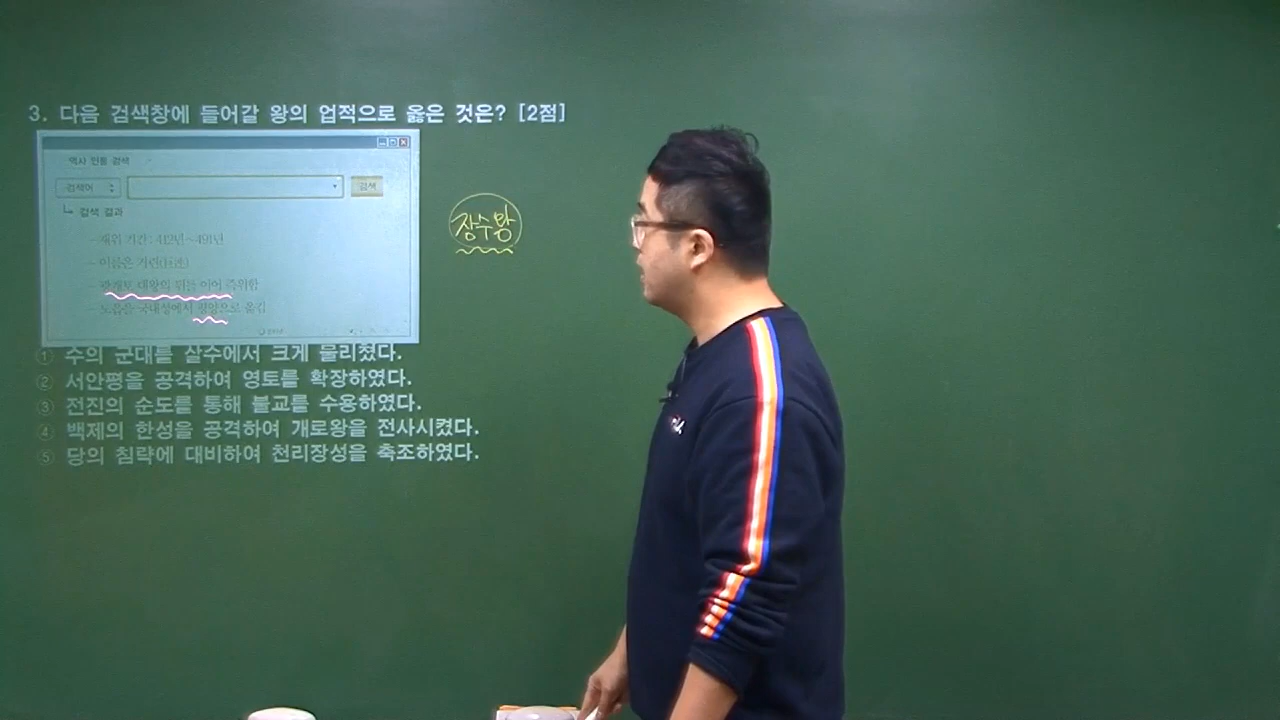 3. 다음 검색창에 들어갈 왕의 업적으로 옳은 것은? [2점]
역사 인물 검색
검색어
검색
검색 결과
- 재위 기간 : 412년~491년
- 이름은 거련(巨連)
- 광개토 대왕의 뒤를 이어 즉위함
- 도읍을 국내성에서 평양으로 옮김
장수왕
① 수의 군대를 살수에서 크게 물리쳤다.
② 서안평을 공격하여 영토를 확장하였다.
③ 전진의 순도를 통해 불교를 수용하였다.
④ 백제의 한성을 공격하여 개로왕을 전사시켰다.
⑤ 당의 침략에 대비하여 천리장성을 축조하였다.